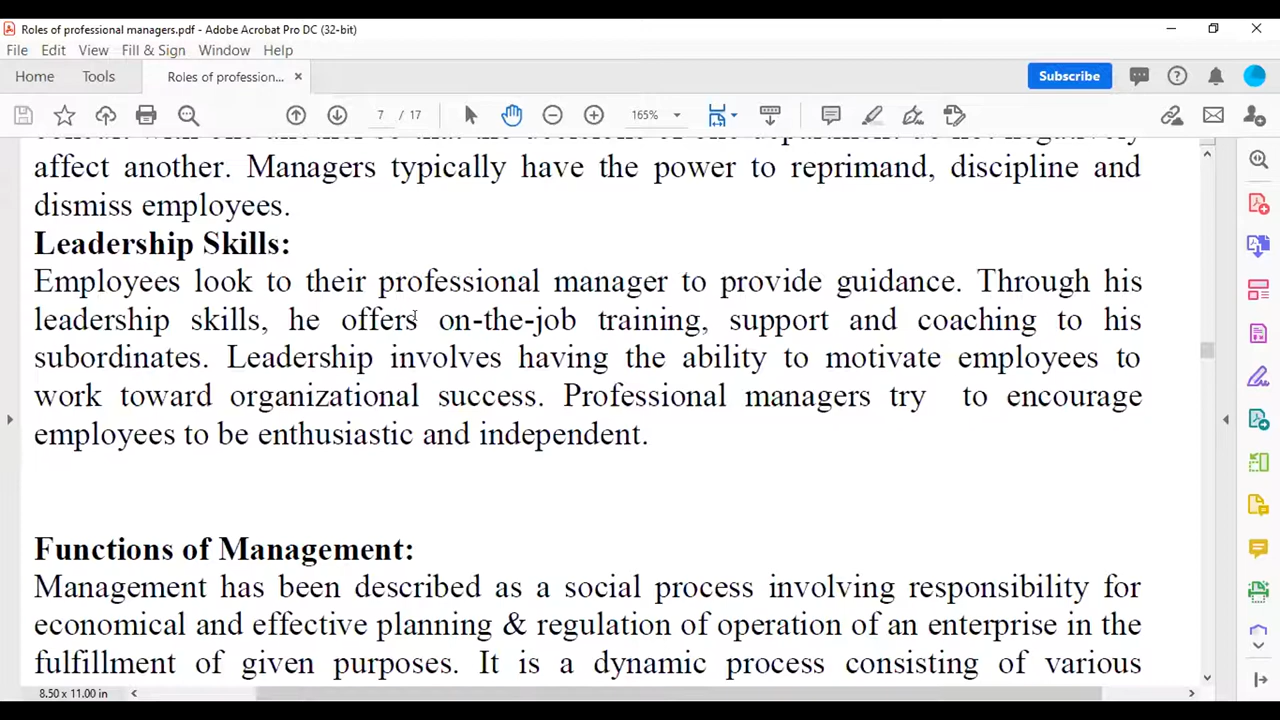 Roles of professional managers.pdf - Adobe Acrobat Pro DC (32-bit)
File Edit View Fill & Sign Window Help
Home Tools Roles of profession... × Subscribe
7 / 17 165%
affect another. Managers typically have the power to reprimand, discipline and
dismiss employees.
Leadership Skills:
Employees look to their professional manager to provide guidance. Through his
leadership skills, he offers on-the-job training, support and coaching to his
subordinates. Leadership involves having the ability to motivate employees to
work toward organizational success. Professional managers try to encourage
employees to be enthusiastic and independent.
Functions of Management:
Management has been described as a social process involving responsibility for
economical and effective planning & regulation of operation of an enterprise in the
fulfillment of given purposes. It is a dynamic process consisting of various
8.50 x 11.00 in